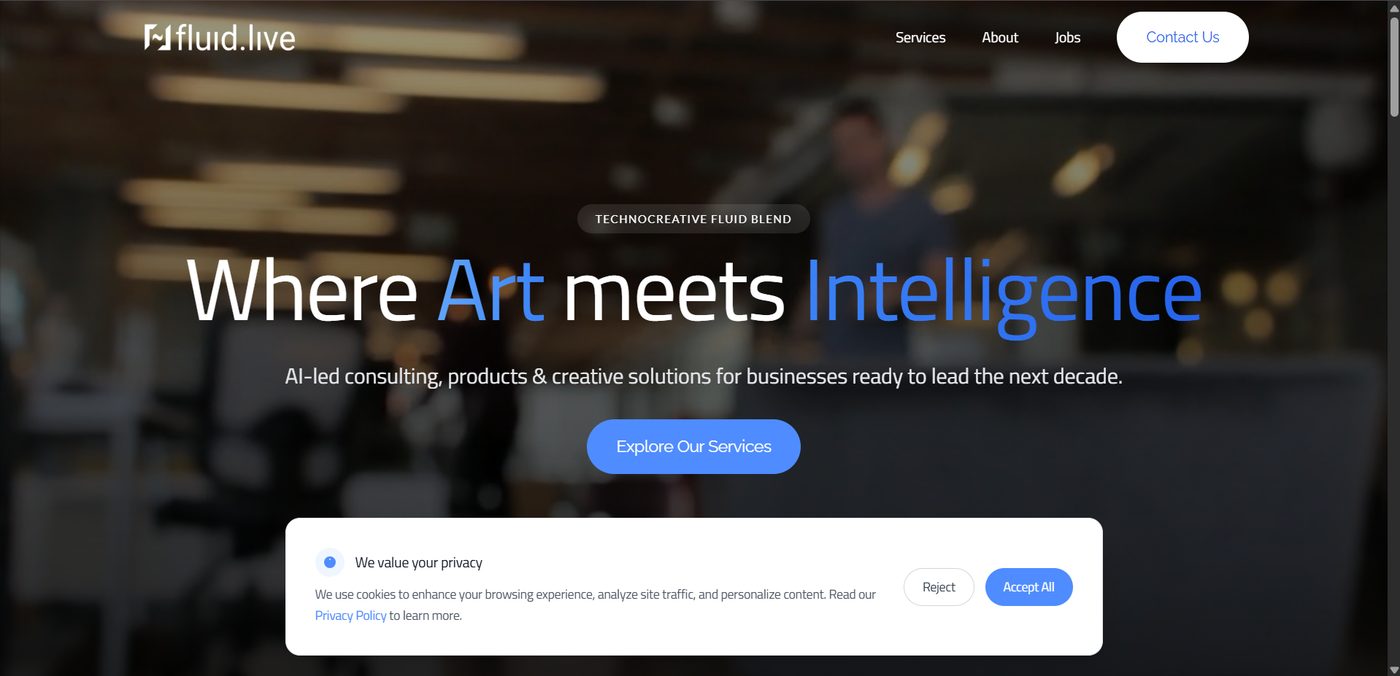 fluid.live
Services
About
Jobs
Contact Us
TECHNOCREATIVE FLUID BLEND
Where Art meets Intelligence
AI-led consulting, products & creative solutions for businesses ready to lead the next decade.
Explore Our Services
We value your privacy
We use cookies to enhance your browsing experience, analyze site traffic, and personalize content. Read our
Privacy Policy to learn more.
Reject
Accept All